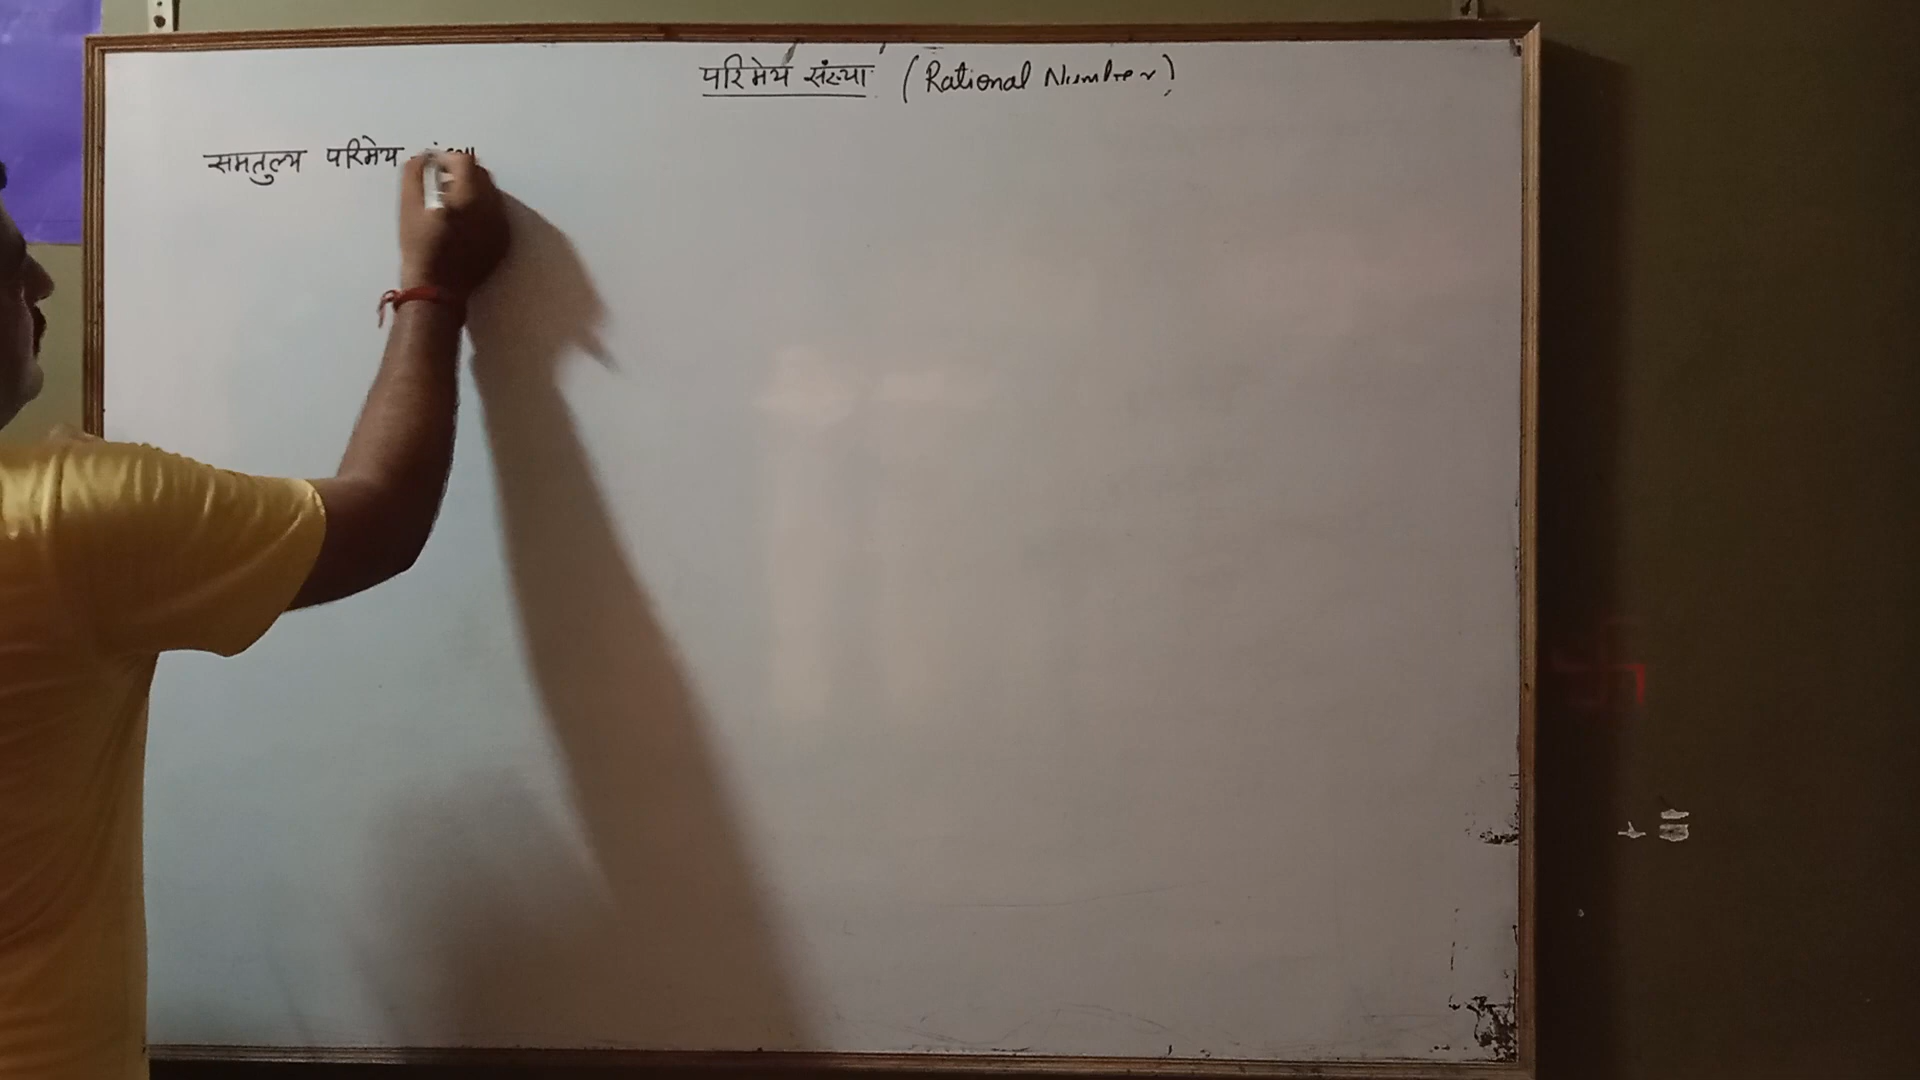 परिमेय संख्या (Rational Number)
समतुल्य परिमेय